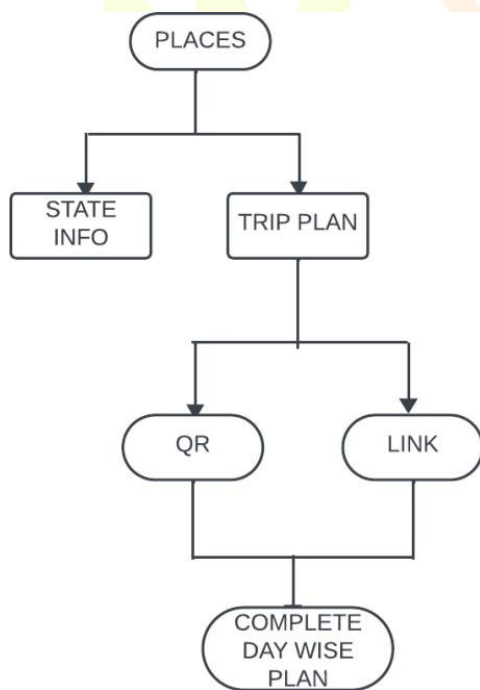 PLACES
STATE
INFO
TRIP PLAN
QR
LINK
COMPLETE
DAY WISE
PLAN